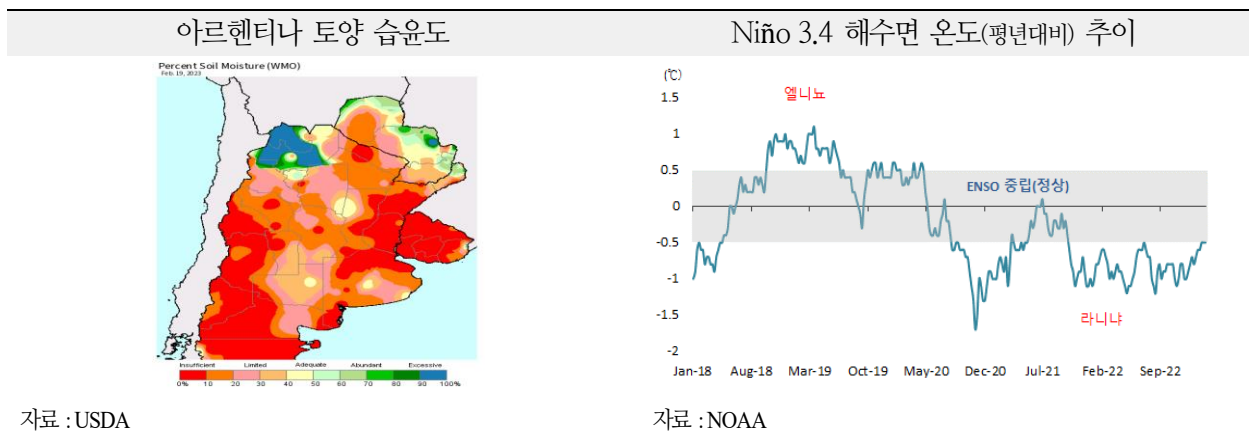 아르헨티나 토양 습윤도
Percent Soil Moisture (WMO)
Feb. 19, 2023
Insufficient Limited Adequate Abundant Excessive
0% 10 20 30 40 50 60 70 80 90 100%
자료 : USDA
Niño 3.4 해수면 온도(평년대비) 추이
(℃)
1.5
1
0.5
0
-0.5
-1
-1.5
-2
엘니뇨
ENSO 중립(정상)
라니냐
Jan-18 Aug-18 Mar-19 Oct-19 May-20 Dec-20 Jul-21 Feb-22 Sep-22
자료 : NOAA